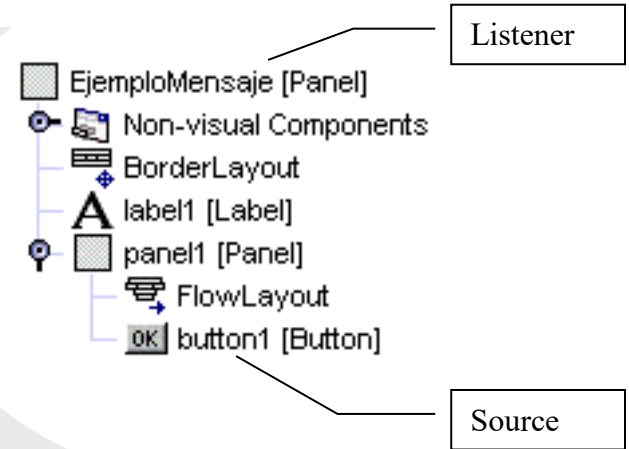 Listener
EjemploMensaje [Panel]
Non-visual Components
BorderLayout
A label1 [Label]
panel1 [Panel]
FlowLayout
OK button1 [Button]
Source